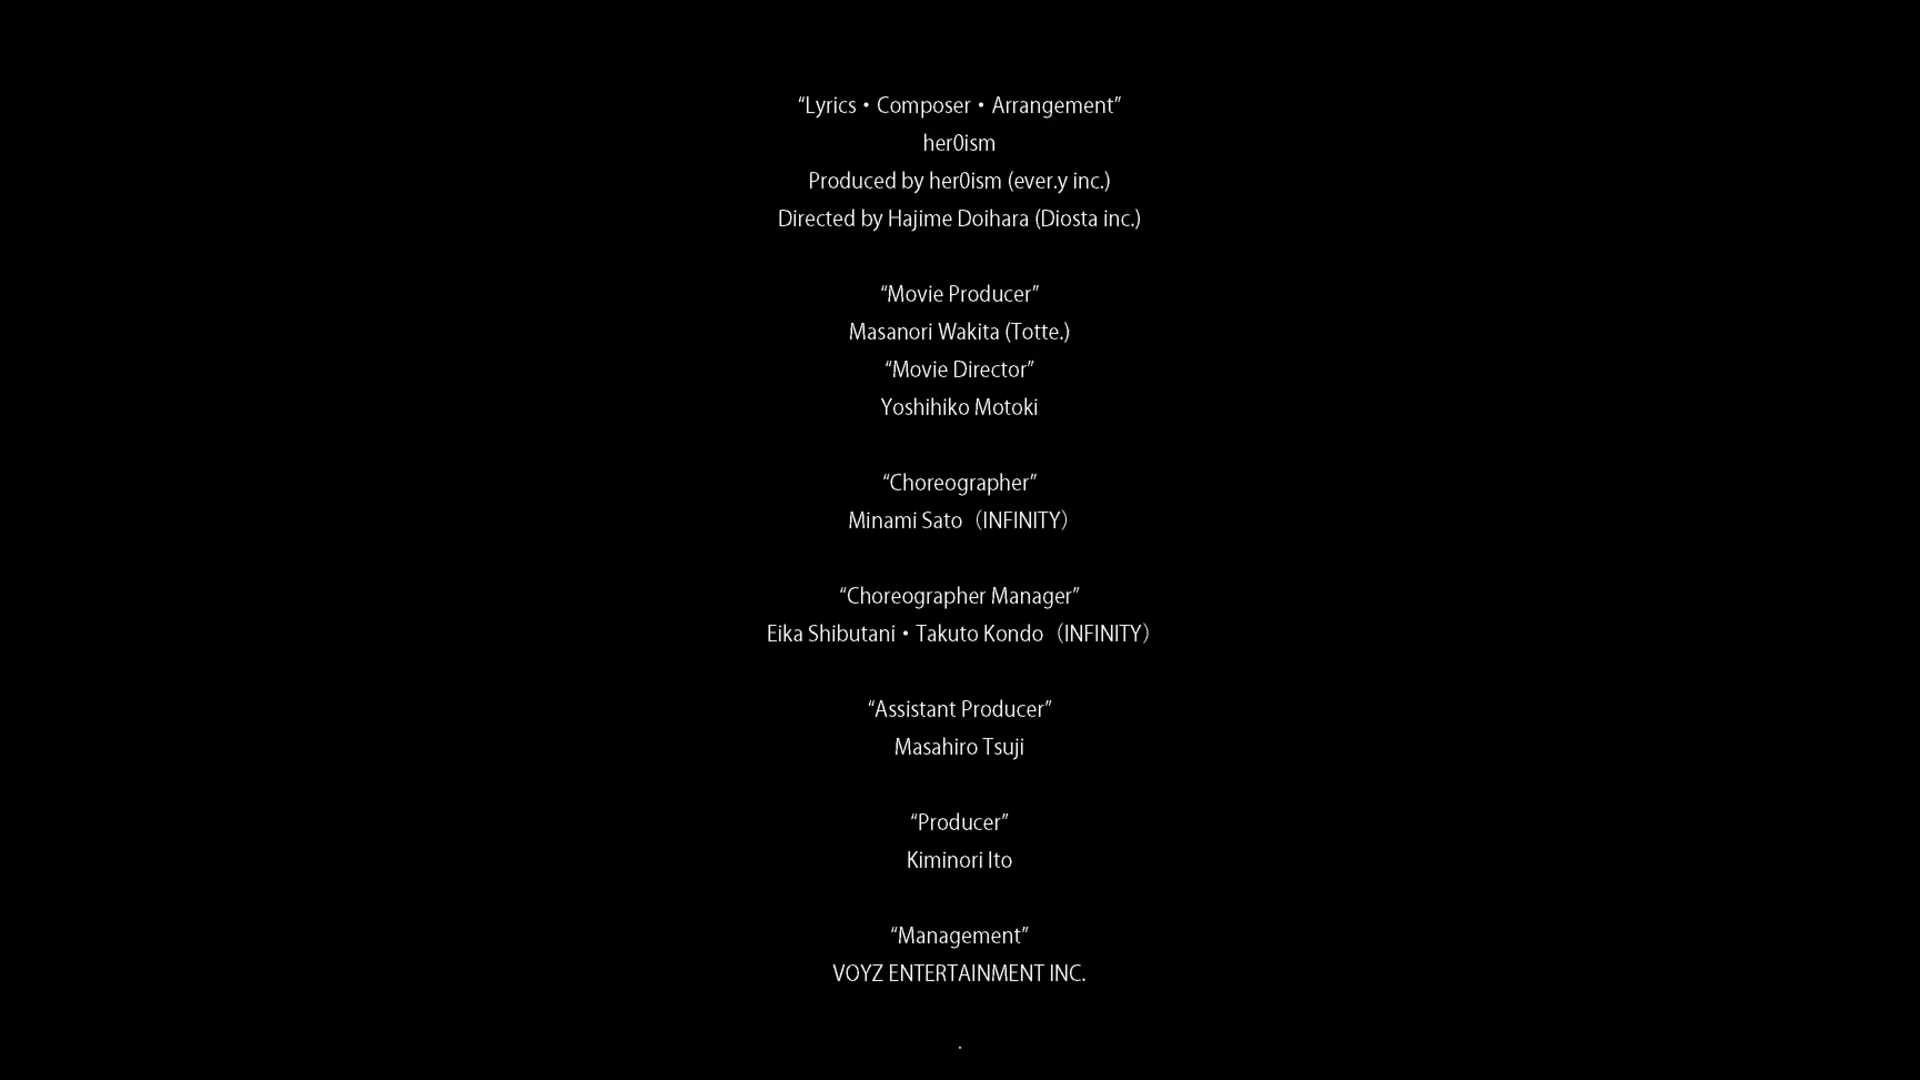 “Lyrics・Composer・Arrangement”
her0ism
Produced by her0ism (ever.y inc.)
Directed by Hajime Doihara (Diosta inc.)
“Movie Producer”
Masanori Wakita (Totte.)
“Movie Director”
Yoshihiko Motoki
“Choreographer”
Minami Sato（INFINITY）
“Choreographer Manager”
Eika Shibutani・Takuto Kondo（INFINITY）
“Assistant Producer”
Masahiro Tsuji
“Producer”
Kiminori Ito
“Management”
VOYZ ENTERTAINMENT INC.
.